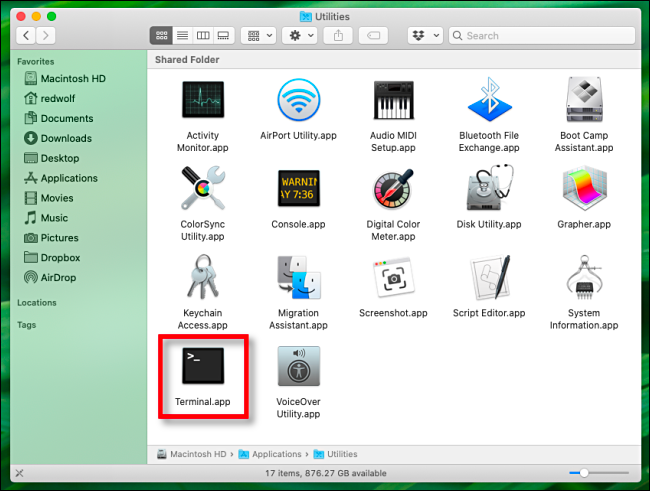 Utilities
Search
Favorites
Macintosh HD
redwolf
Documents
Downloads
Desktop
Applications
Movies
Music
Pictures
Dropbox
AirDrop
Locations
Tags
Shared Folder
Activity
Monitor.app
AirPort Utility.app
Audio MIDI
Setup.app
Bluetooth File
Exchange.app
Boot Camp
Assistant.app
ColorSync
Utility.app
WARNIN
AY 7:36
Console.app
Digital Color
Meter.app
Disk Utility.app
Grapher.app
Keychain
Access.app
Migration
Assistant.app
Screenshot.app
Script Editor.app
System
Information.app
>_
Terminal.app
VoiceOver
Utility.app
Macintosh HD › Applications › Utilities
17 items, 876.27 GB available